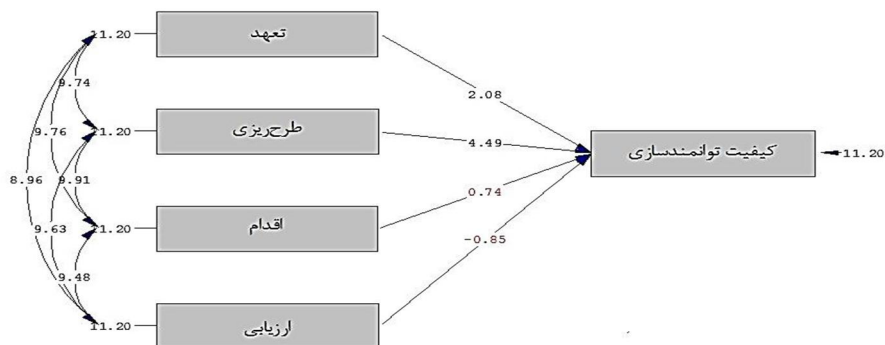 11.20 تعهد
9.74
2.08
11.20 طرح‌ریزی
9.76
4.49
کیفیت توانمندسازی 11.20
8.96 9.91
0.74
11.20 اقدام
9.63
-0.85
9.48
11.20 ارزیابی